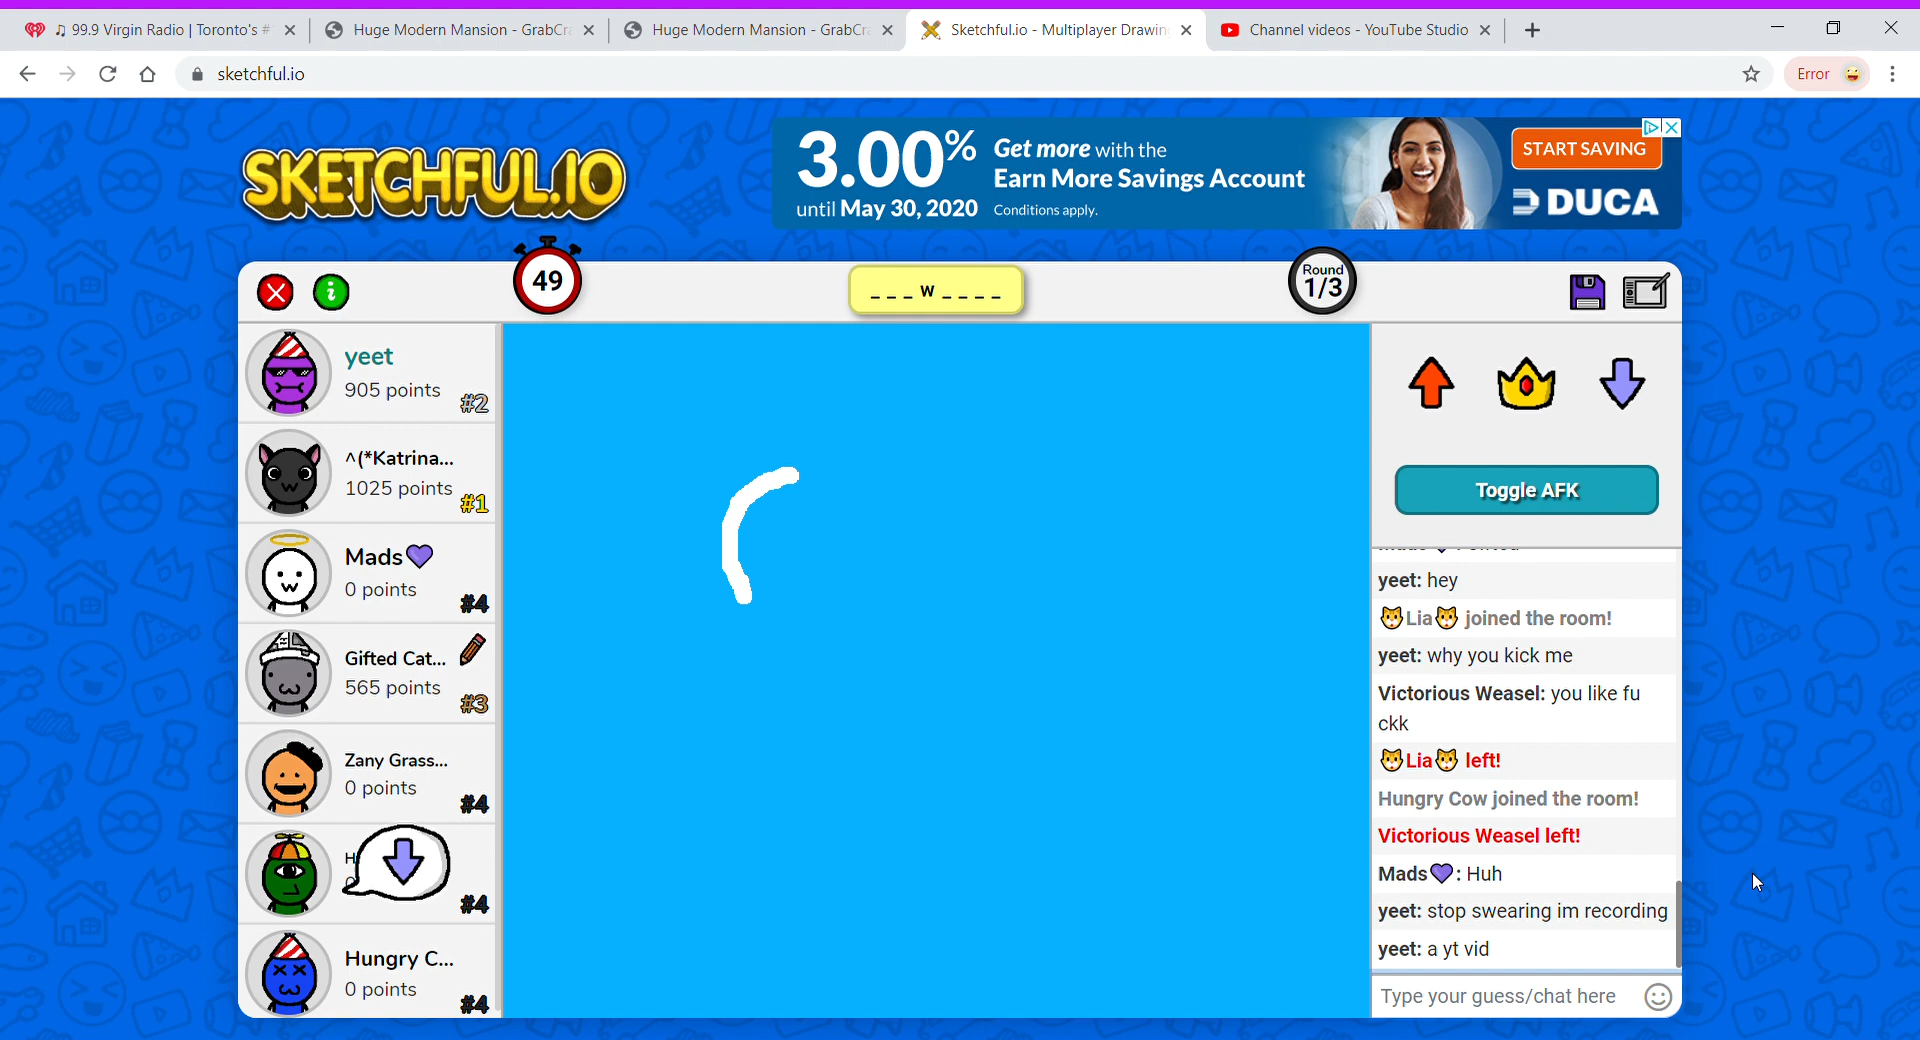 ♫ 99.9 Virgin Radio | Toronto's #
Huge Modern Mansion - GrabCra
Huge Modern Mansion - GrabCra
Sketchful.io - Multiplayer Drawin
Channel videos - YouTube Studio
sketchful.io
Error
SKETCHFUL.IO
3.00%
until May 30, 2020
Get more with the
Earn More Savings Account
Conditions apply.
START SAVING
DUCA
49
_ _ _ w _ _ _ _
Round
1/3
yeet
905 points
#2
^(*Katrina...
1025 points
#1
Mads💜
0 points
#4
Gifted Cat...
565 points
#3
Zany Grass...
0 points
#4
H
#4
Hungry C...
0 points
#4
Toggle AFK
yeet: hey
🐱Lia🐱 joined the room!
yeet: why you kick me
Victorious Weasel: you like fu
ckk
🐱Lia🐱 left!
Hungry Cow joined the room!
Victorious Weasel left!
Mads💜: Huh
yeet: stop swearing im recording
yeet: a yt vid
Type your guess/chat here